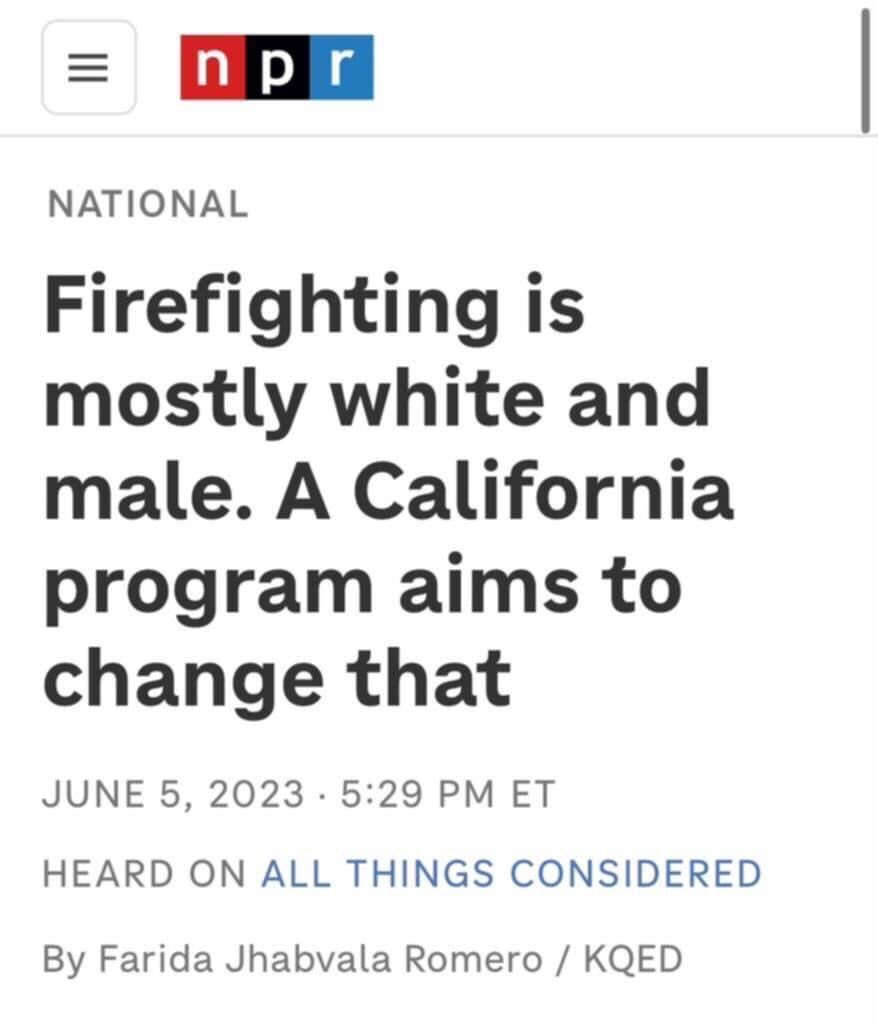 npr
NATIONAL
Firefighting is
mostly white and
male. A California
program aims to
change that
JUNE 5, 2023 · 5:29 PM ET
HEARD ON ALL THINGS CONSIDERED
By Farida Jhabvala Romero / KQED